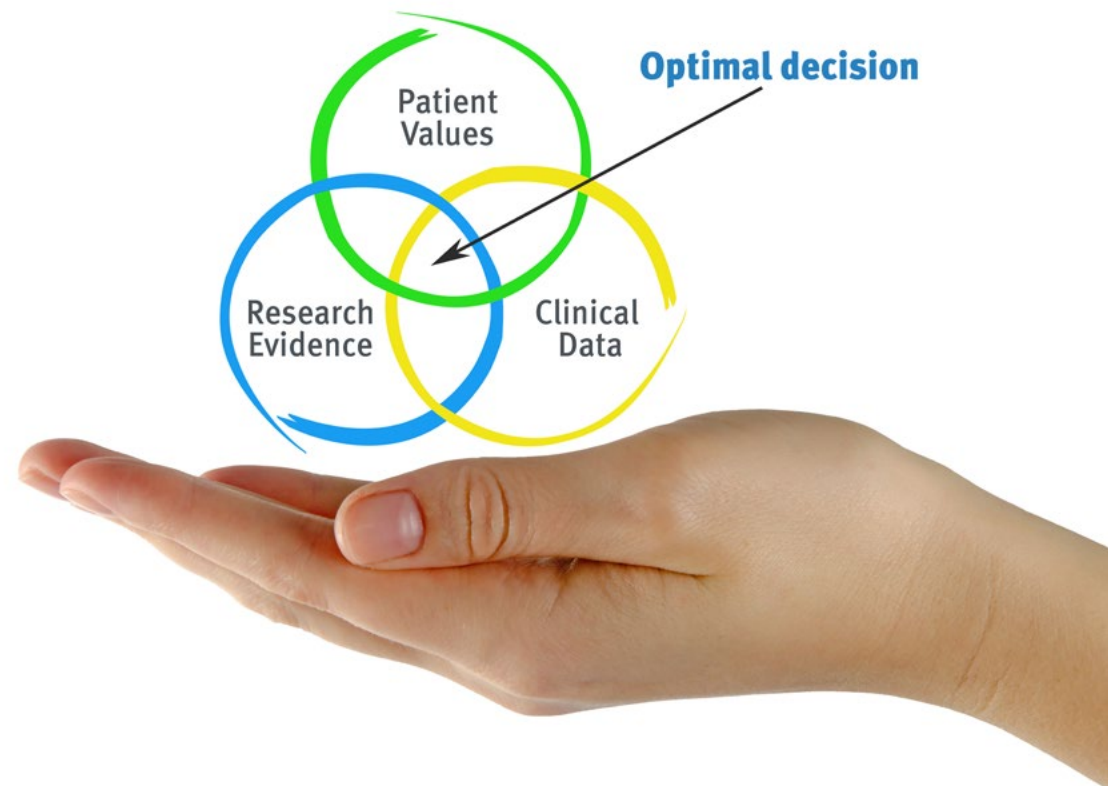 Optimal decision
Patient
Values
Research
Evidence
Clinical
Data